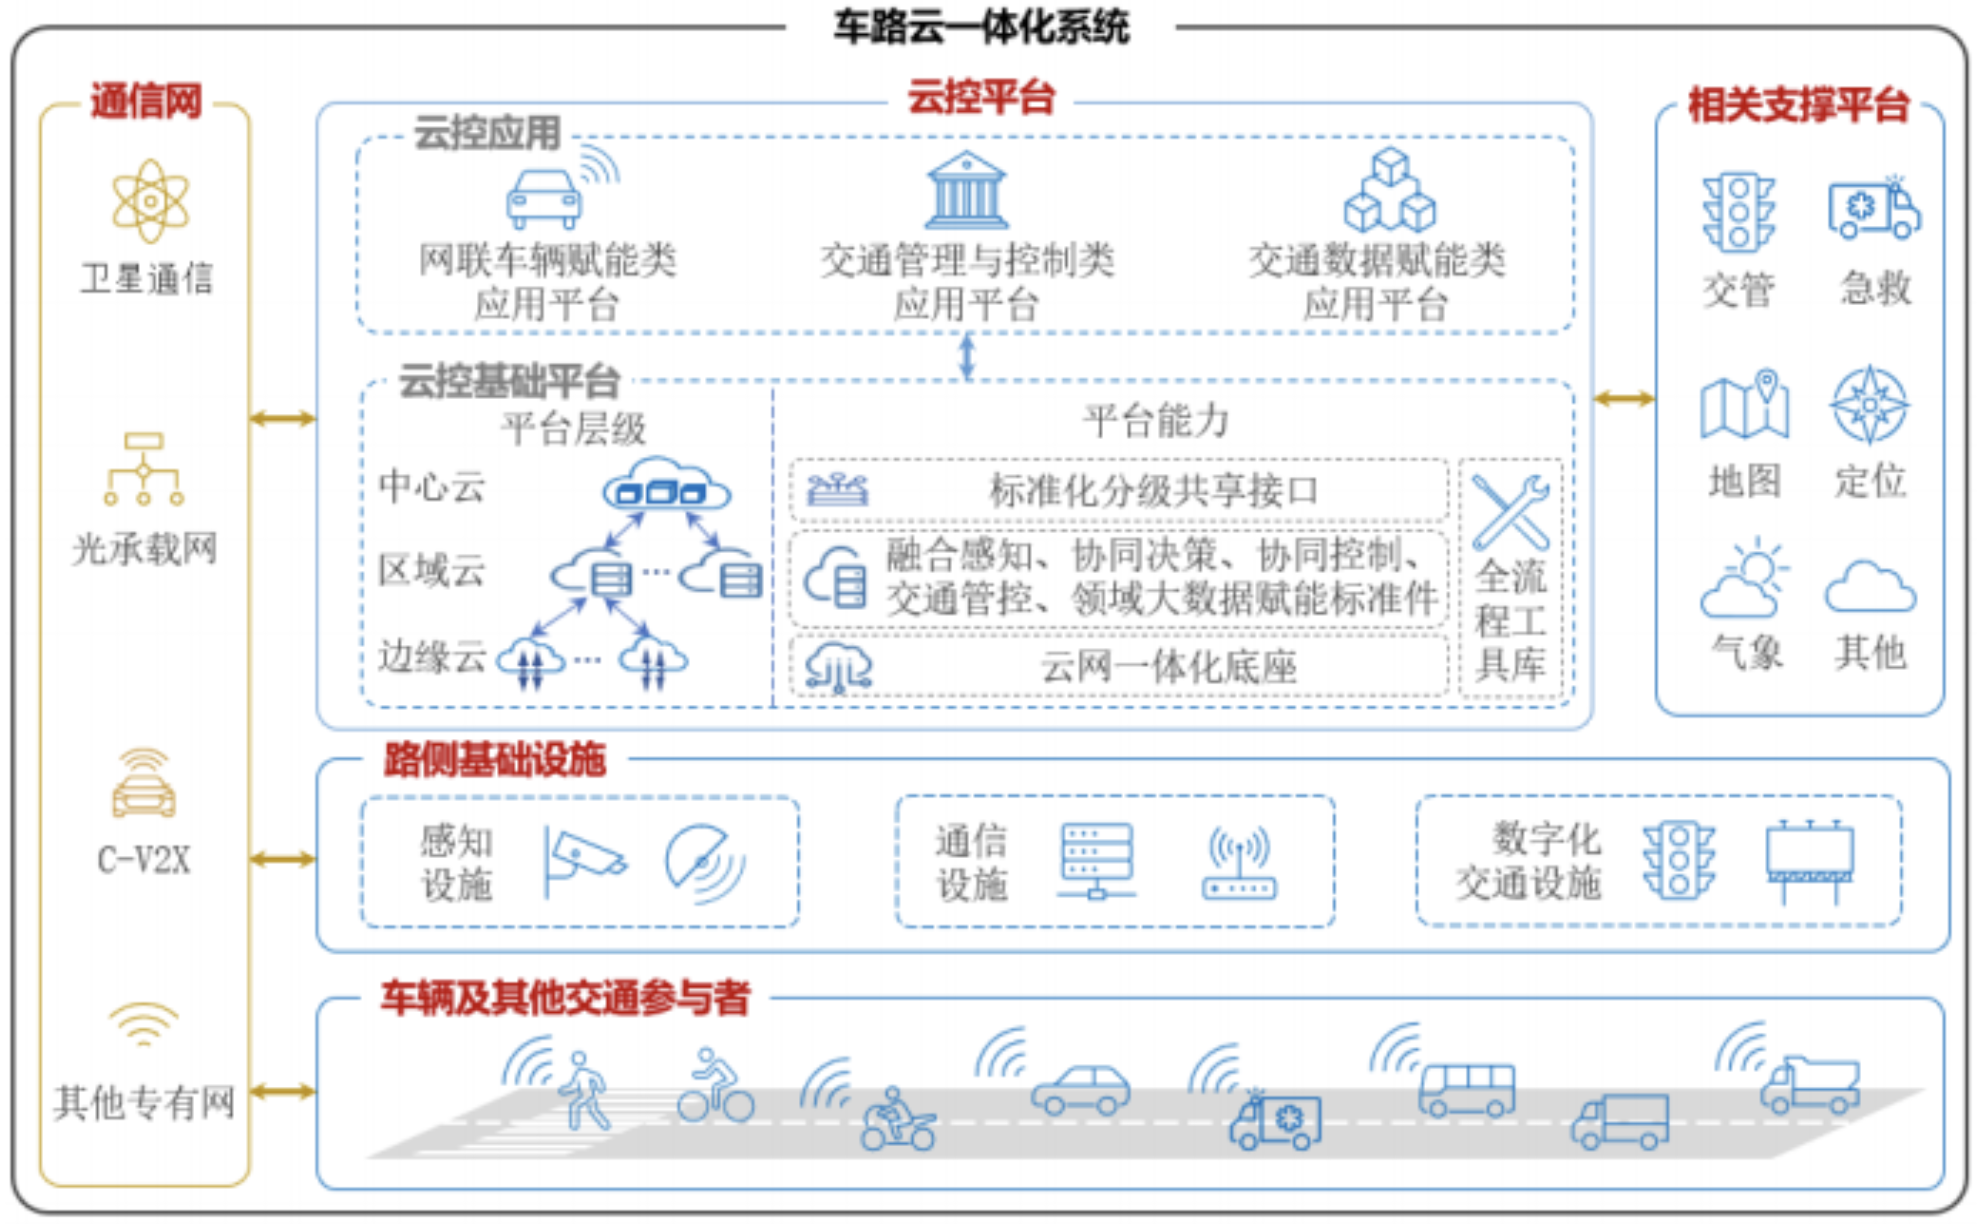 车路云一体化系统
通信网
卫星通信
光承载网
C-V2X
其他专有网
云控平台
云控应用
网联车辆赋能类
应用平台
交通管理与控制类
应用平台
交通数据赋能类
应用平台
云控基础平台
平台层级
中心云
区域云
边缘云
平台能力
标准化分级共享接口
融合感知、协同决策、协同控制、
交通管控、领域大数据赋能标准件
云网一体化底座
全流
程工
具库
相关支撑平台
交管
急救
地图
定位
气象
其他
路侧基础设施
感知
设施
通信
设施
数字化
交通设施
车辆及其他交通参与者